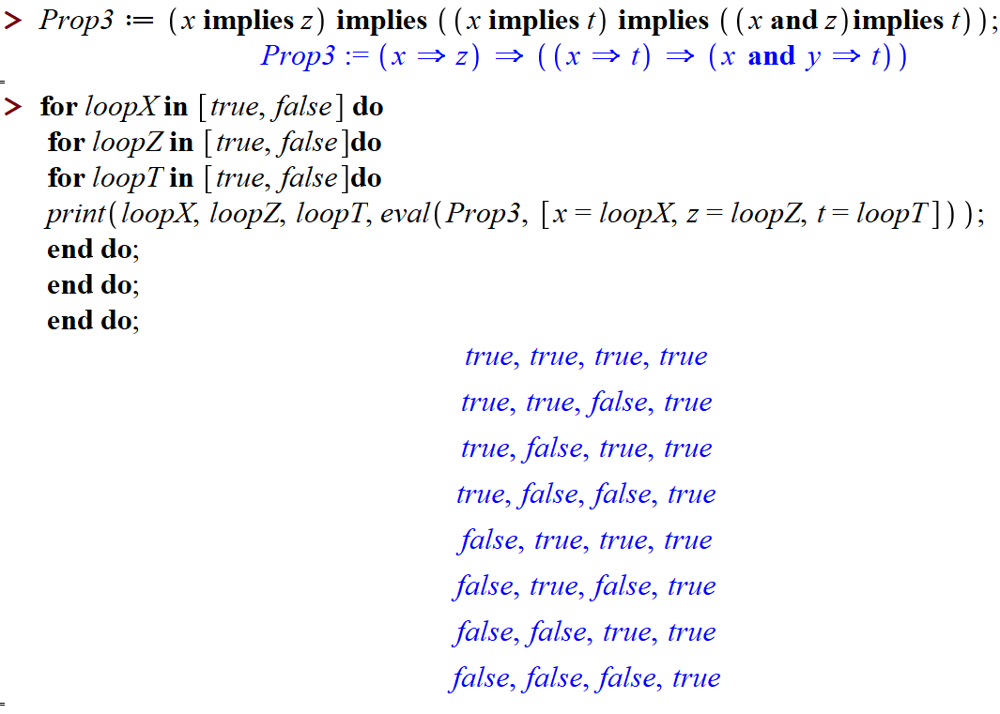 > Prop3 := (x implies z) implies ((x implies t) implies ((x and z)implies t));
Prop3 := (x ⇒ z) ⇒ ((x ⇒ t) ⇒ (x and y ⇒ t))
> for loopX in [true, false] do
for loopZ in [true, false]do
for loopT in [true, false]do
print(loopX, loopZ, loopT, eval(Prop3, [x = loopX, z = loopZ, t = loopT]));
end do;
end do;
end do;
true, true, true, true
true, true, false, true
true, false, true, true
true, false, false, true
false, true, true, true
false, true, false, true
false, false, true, true
false, false, false, true